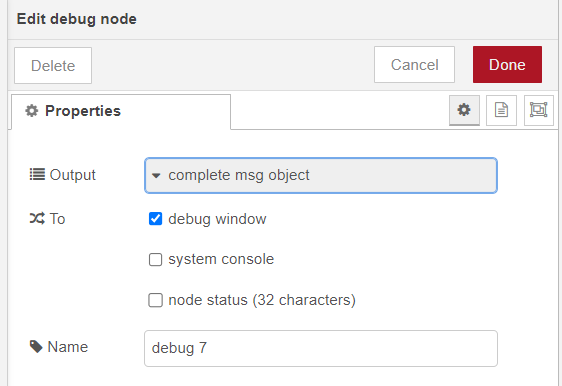 Edit debug node
Delete
Cancel
Done
Properties
Output
complete msg object
To
debug window
system console
node status (32 characters)
Name
debug 7